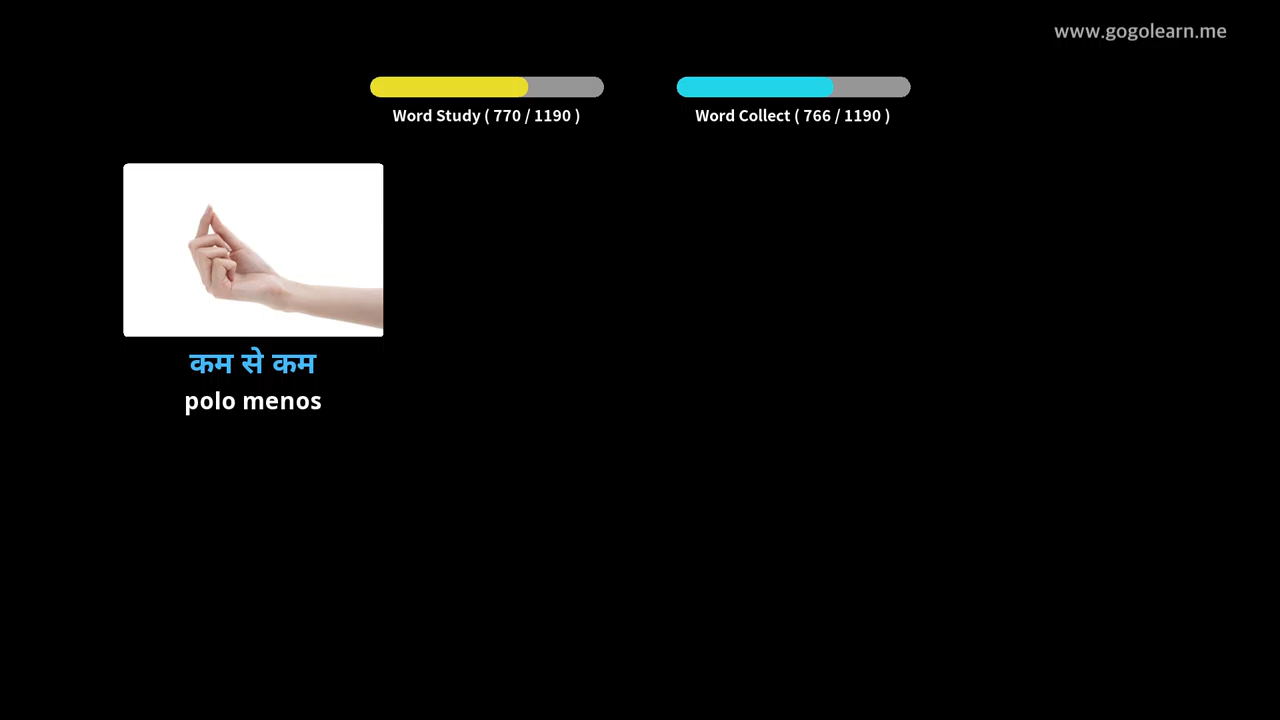 www.gogolearn.me
Word Study ( 770 / 1190 )
Word Collect ( 766 / 1190 )
कम से कम
polo menos